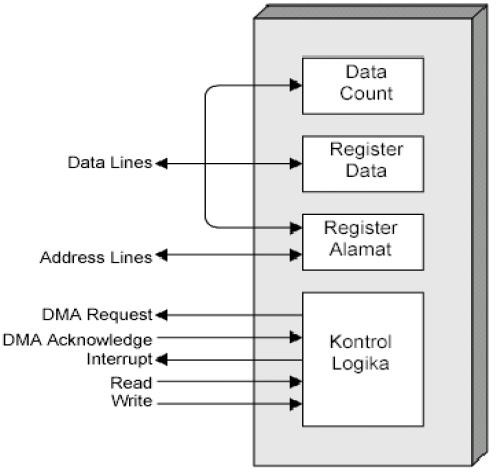 Data
Count
Data Lines
Register
Data
Register
Alamat
Address Lines
DMA Request
DMA Acknowledge
Interrupt
Read
Write
Kontrol
Logika